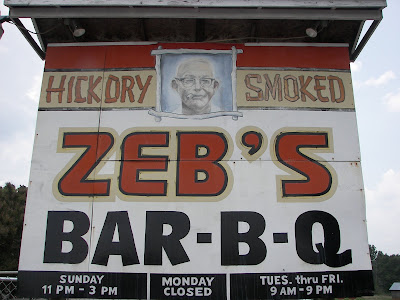 HICKORY SMOKED
ZEB'S
BAR-B-Q
SUNDAY MONDAY TUES. thru FRI.
11 PM - 3 PM CLOSED 9 AM - 9 PM